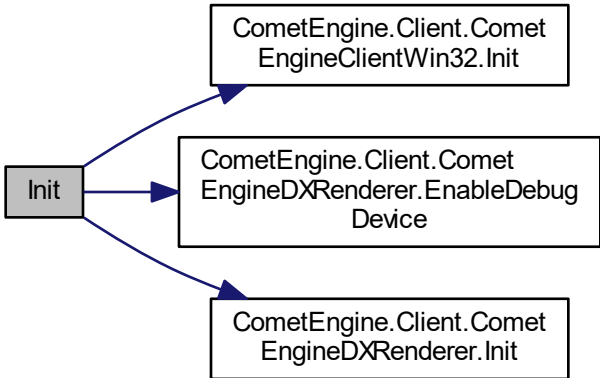 CometEngine.Client.Comet
EngineClientWin32.Init
CometEngine.Client.Comet
EngineDXRenderer.EnableDebug
Device
Init
CometEngine.Client.Comet
EngineDXRenderer.Init